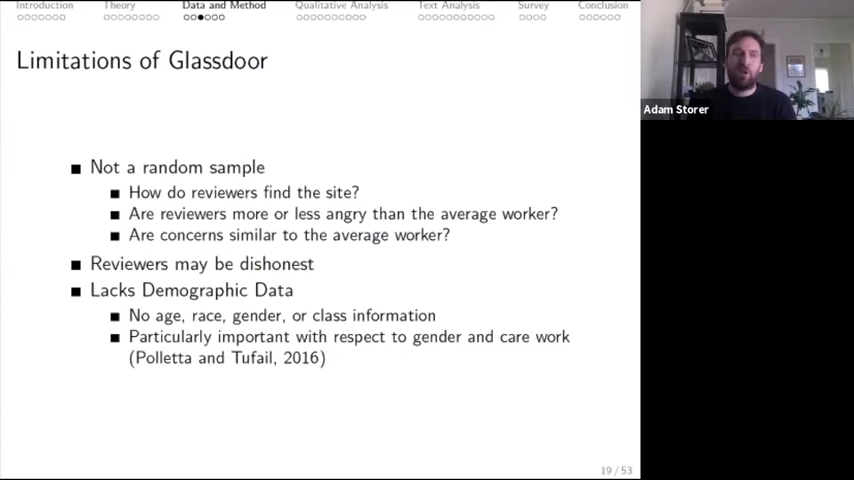 Introduction Theory Data and Method Qualitative Analysis Text Analysis Survey Conclusion
Limitations of Glassdoor
Adam Storer
Not a random sample
How do reviewers find the site?
Are reviewers more or less angry than the average worker?
Are concerns similar to the average worker?
Reviewers may be dishonest
Lacks Demographic Data
No age, race, gender, or class information
Particularly important with respect to gender and care work
(Polletta and Tufail, 2016)
19 / 53